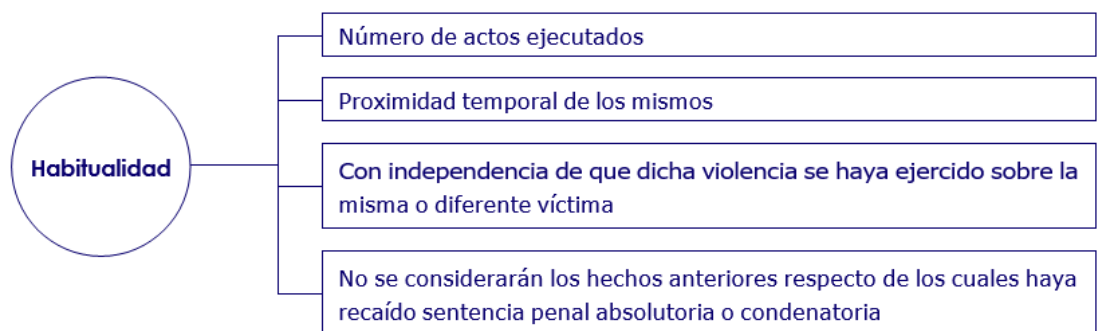 Habitualidad
Número de actos ejecutados
Proximidad temporal de los mismos
Con independencia de que dicha violencia se haya ejercido sobre la
misma o diferente víctima
No se considerarán los hechos anteriores respecto de los cuales haya
recaído sentencia penal absolutoria o condenatoria